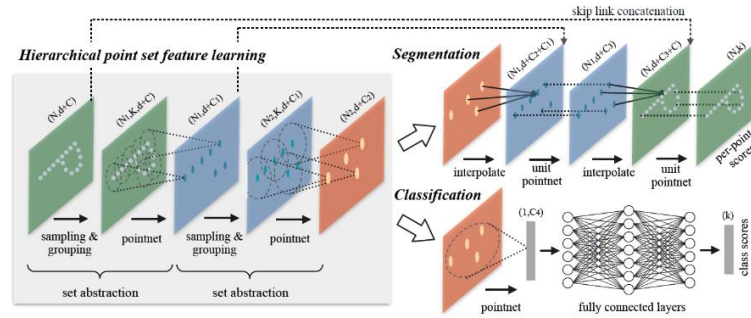 skip link concatenation
Hierarchical point set feature learning
Segmentation
(N,d+C)
(N1,K,d+C)
(N1,d+C1)
(N2,K,d+C1)
(N2,d+C2)
(N1,d+C2+C1)
(N1,d+C3)
(N,d+C3+C)
(N,k)
interpolate
unit
pointnet
interpolate
unit
pointnet
per-point
scores
sampling &
grouping
pointnet
sampling &
grouping
pointnet
set abstraction
set abstraction
Classification
(1,C4)
(k)
class scores
pointnet
fully connected layers